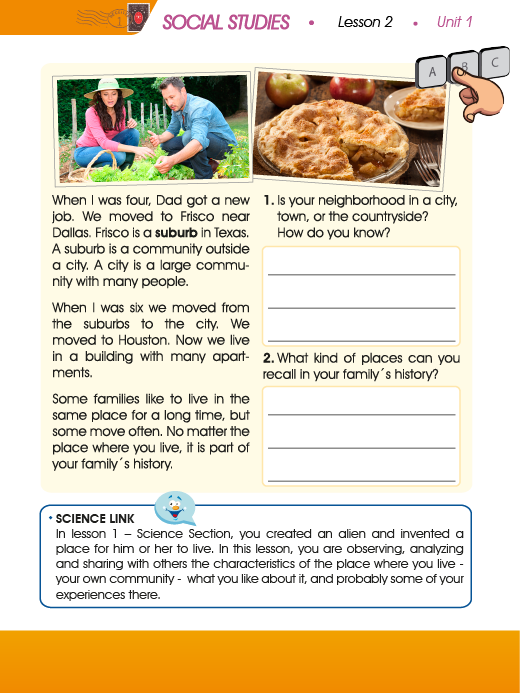 1
SOCIAL STUDIES • Lesson 2 • Unit 1
A B C
When I was four, Dad got a new
job. We moved to Frisco near
Dallas. Frisco is a suburb in Texas.
A suburb is a community outside
a city. A city is a large commu-
nity with many people.
When I was six we moved from
the suburbs to the city. We
moved to Houston. Now we live
in a building with many apart-
ments.
Some families like to live in the
same place for a long time, but
some move often. No matter the
place where you live, it is part of
your family´s history.
1. Is your neighborhood in a city,
town, or the countryside?
How do you know?
2. What kind of places can you
recall in your family´s history?
• SCIENCE LINK
In lesson 1 – Science Section, you created an alien and invented a
place for him or her to live. In this lesson, you are observing, analyzing
and sharing with others the characteristics of the place where you live -
your own community - what you like about it, and probably some of your
experiences there.